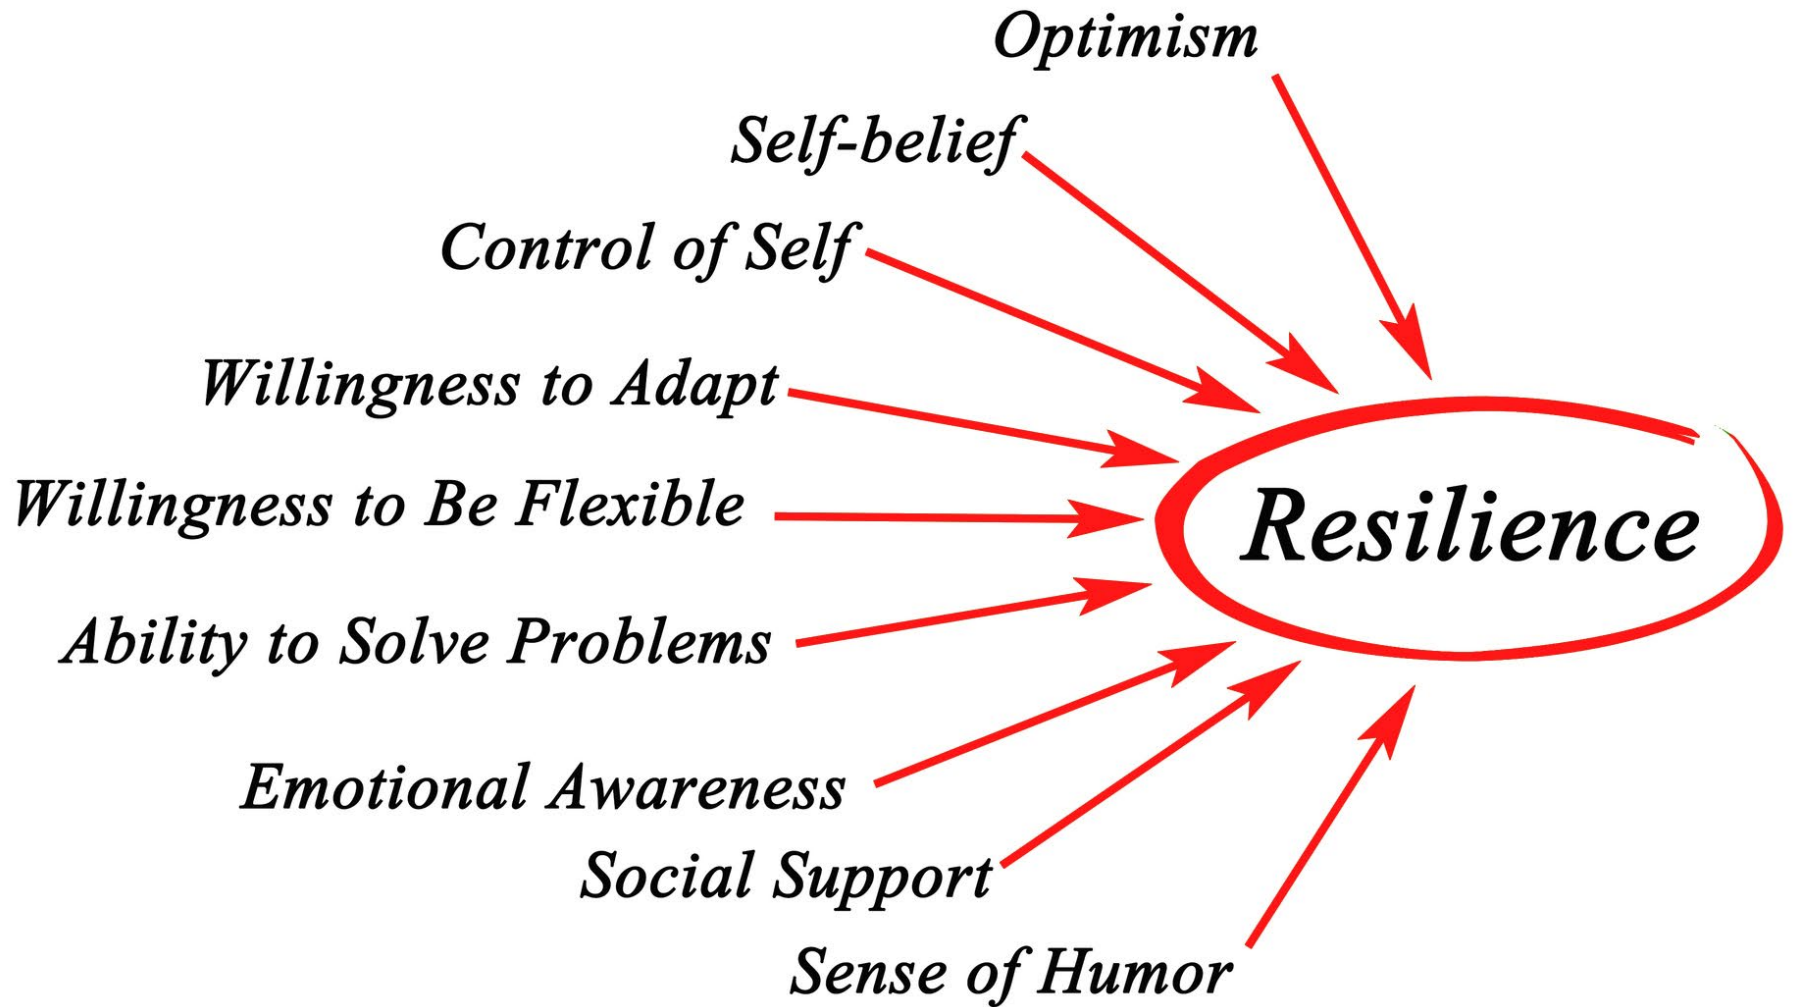 Optimism
Self-belief
Control of Self
Willingness to Adapt
Willingness to Be Flexible
Resilience
Ability to Solve Problems
Emotional Awareness
Social Support
Sense of Humor